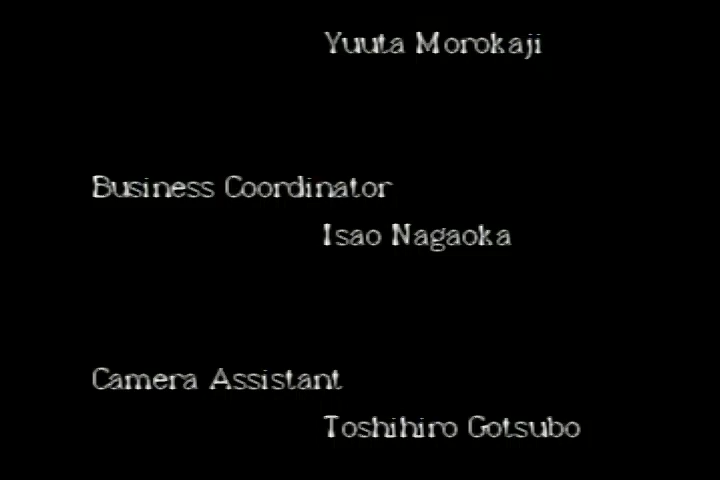 Yuuta Morokaji
Business Coordinator
Isao Nagaoka
Camera Assistant
Toshihiro Gotsubo